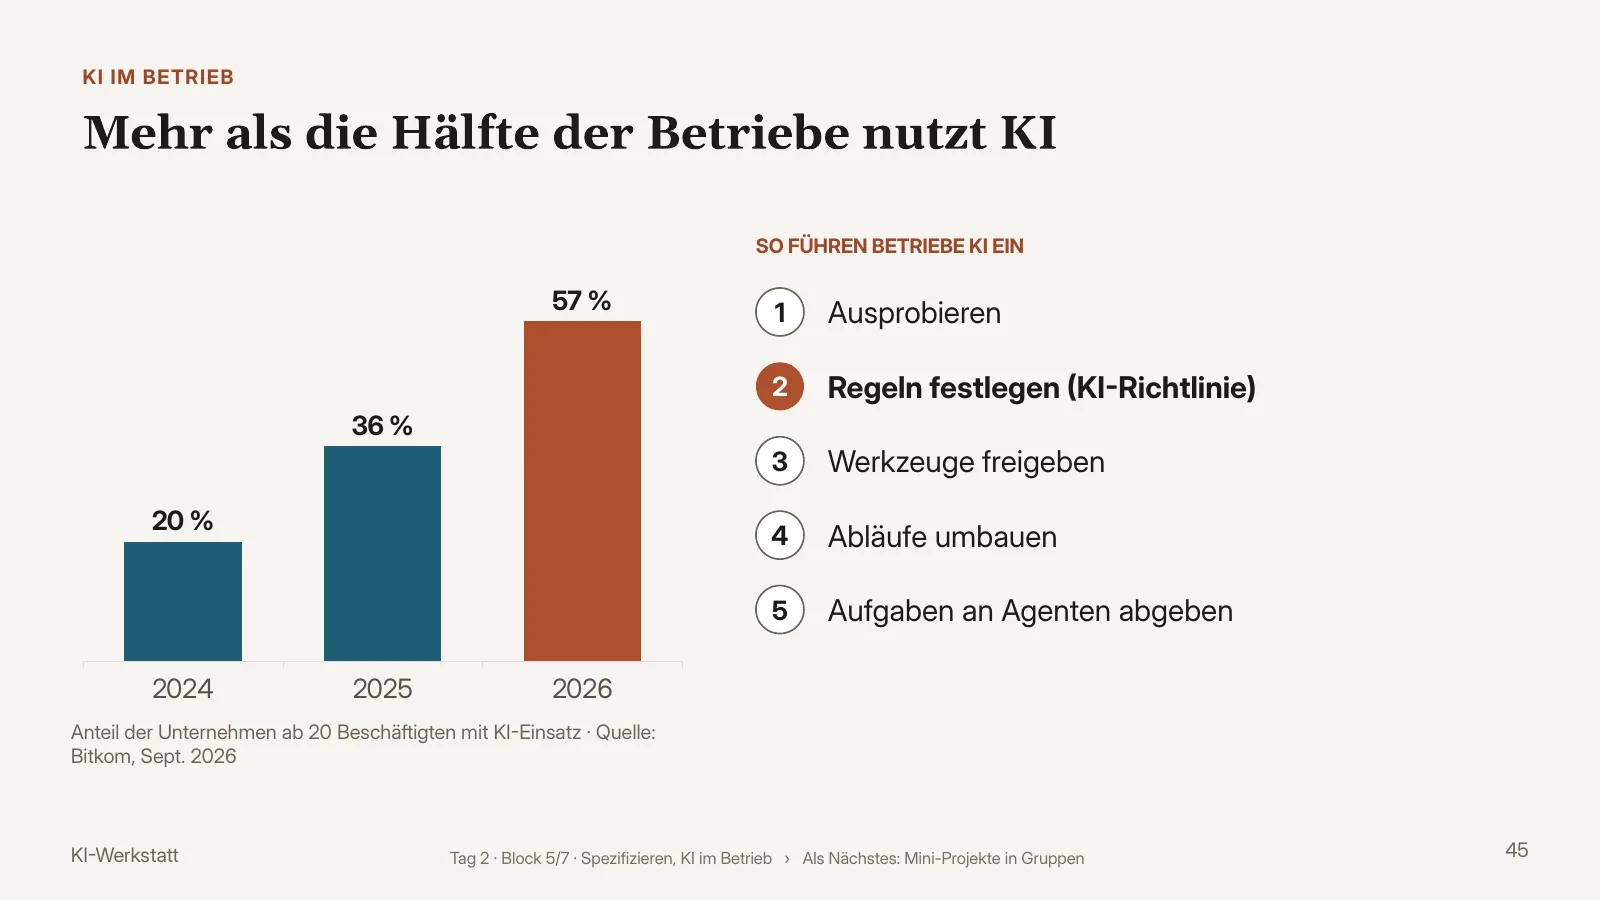 KI IM BETRIEB
Mehr als die Hälfte der Betriebe nutzt KI
57 %
36 %
20 %
2024
2025
2026
Anteil der Unternehmen ab 20 Beschäftigten mit KI-Einsatz · Quelle:
Bitkom, Sept. 2026
SO FÜHREN BETRIEBE KI EIN
1 Ausprobieren
2 Regeln festlegen (KI-Richtlinie)
3 Werkzeuge freigeben
4 Abläufe umbauen
5 Aufgaben an Agenten abgeben
KI-Werkstatt
Tag 2 · Block 5/7 · Spezifizieren, KI im Betrieb › Als Nächstes: Mini-Projekte in Gruppen
45